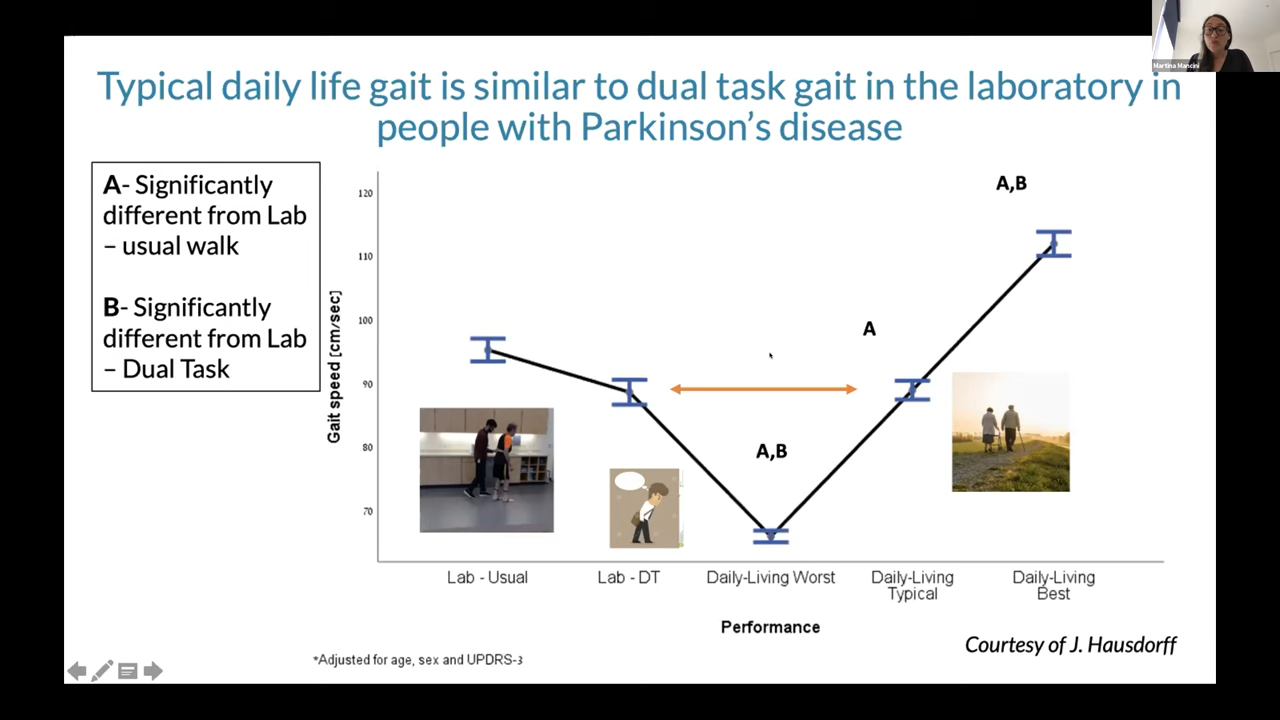 Martina Mancini
Typical daily life gait is similar to dual task gait in the laboratory in
people with Parkinson's disease
A- Significantly
different from Lab
– usual walk
B- Significantly
different from Lab
– Dual Task
Gait speed [cm/sec]
120
110
100
90
80
70
A,B
A
A,B
Lab - Usual
Lab - DT
Daily-Living Worst
Daily-Living
Typical
Daily-Living
Best
Performance
Courtesy of J. Hausdorff
*Adjusted for age, sex and UPDRS-3